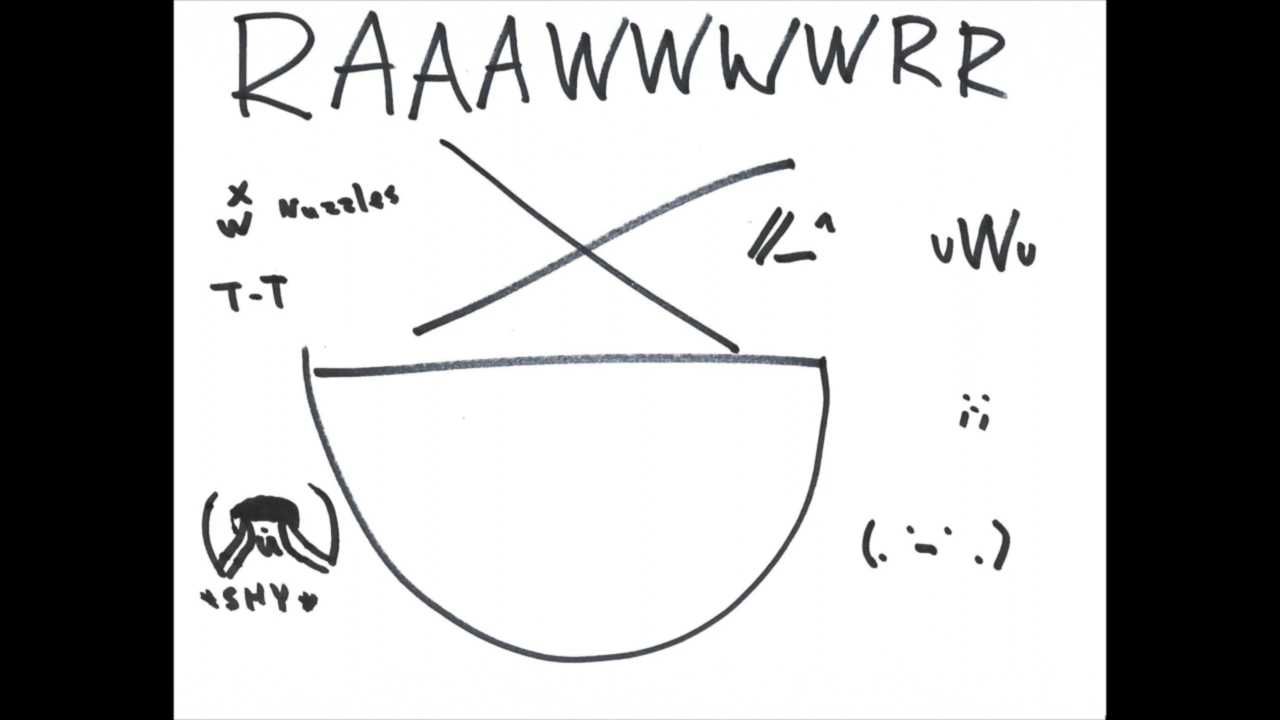 RAAAWWWWRR
x
w Nuzzles
//_^
uWu
T-T
(. ._. .)
*SHY*